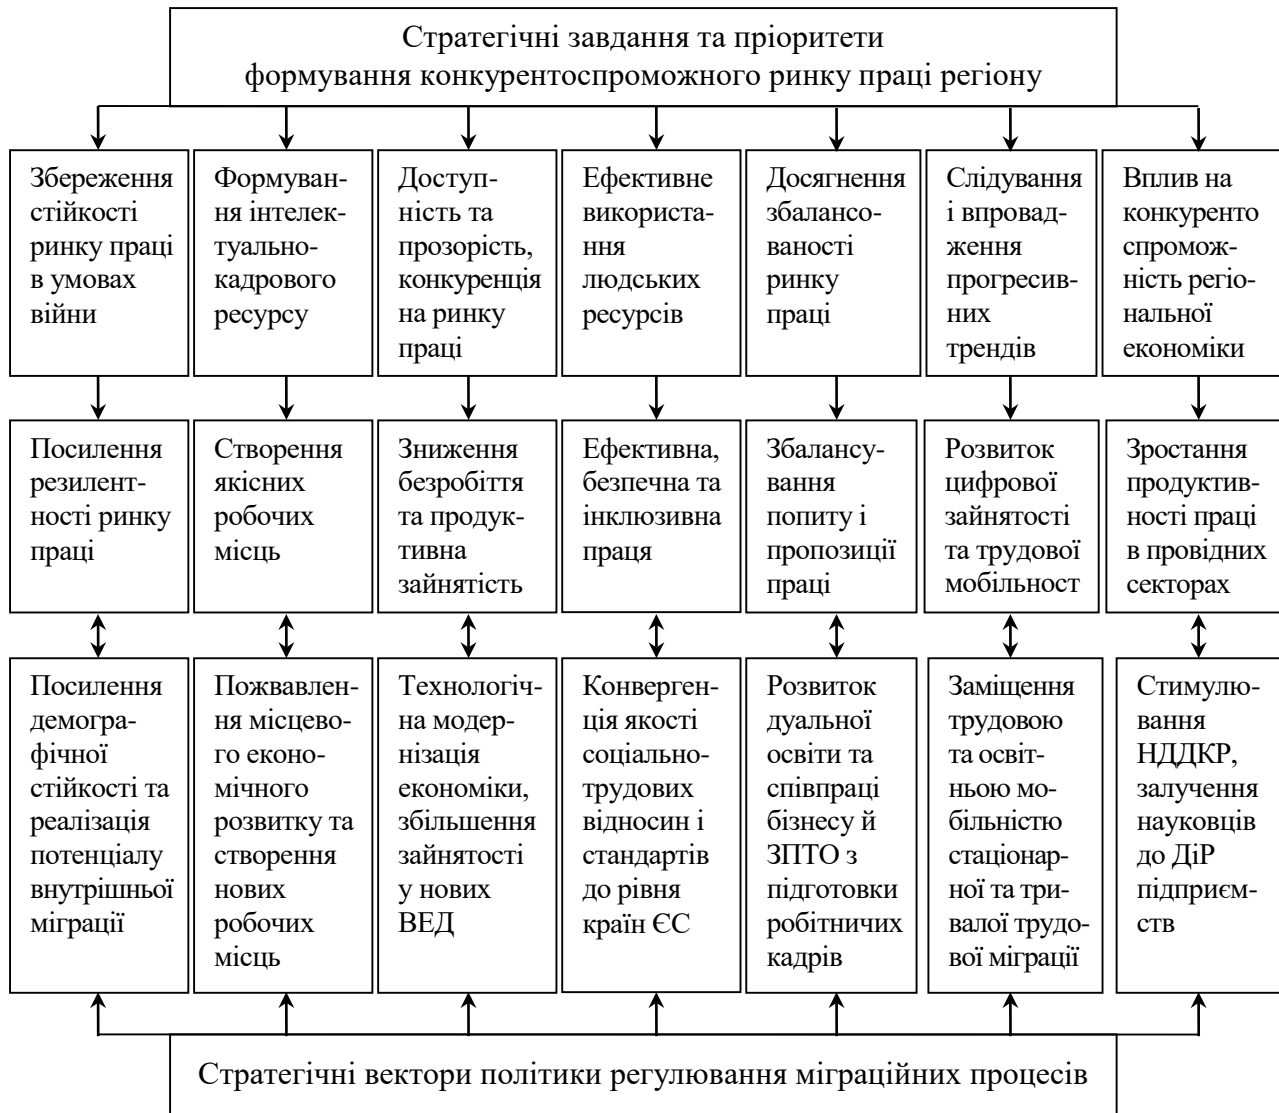 Стратегічні завдання та пріоритети
формування конкурентоспроможного ринку праці регіону
Збереження
стійкості
ринку праці
в умовах
війни
Формуван-
ня інтелек-
туально-
кадрового
ресурсу
Доступ-
ність та
прозорість,
конкуренція
на ринку
праці
Ефективне
використа-
ння
людських
ресурсів
Досягнення
збалансо-
ваності
ринку
праці
Слідування
і впровад-
ження
прогресив-
них
трендів
Вплив на
конкуренто
спромож-
ність регіо-
нальної
економіки
Посилення
резилент-
ності ринку
праці
Створення
якісних
робочих
місць
Зниження
безробіття
та продук-
тивна
зайнятість
Ефективна,
безпечна та
інклюзивна
праця
Збалансу-
вання
попиту і
пропозиції
праці
Розвиток
цифрової
зайнятості
та трудової
мобільност
Зростання
продуктив-
ності праці
в провідних
секторах
Посилення
демогра-
фічної
стійкості та
реалізація
потенціалу
внутрішньої
міграції
Пожвавлен-
ня місцево-
го еконо-
мічного
розвитку та
створення
нових
робочих
місць
Технологіч-
на модер-
нізація
економіки,
збільшення
зайнятості
у нових
ВЕД
Конверген-
ція якості
соціально-
трудових
відносин і
стандартів
до рівня
країн ЄС
Розвиток
дуальної
освіти та
співпраці
бізнесу й
ЗПТО з
підготовки
робітничих
кадрів
Заміщення
трудовою
та освіт-
ньою мо-
більністю
стаціонар-
ної та три-
валої трудо-
вої міграції
Стимулю-
вання
НДДКР,
залучення
науковців
до ДіР
підприєм-
ств
Стратегічні вектори політики регулювання міграційних процесів